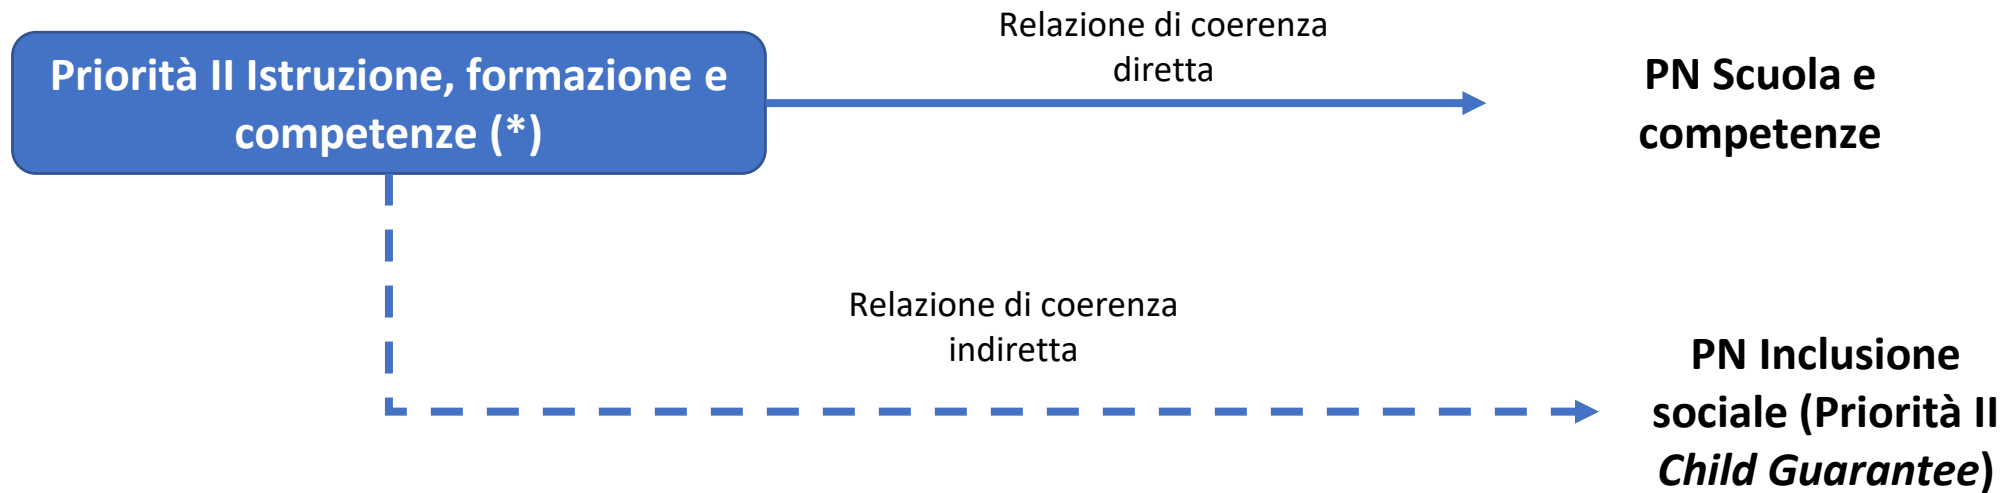 Relazione di coerenza
diretta
Priorità II Istruzione, formazione e
competenze (*)
PN Scuola e
competenze
Relazione di coerenza
indiretta
PN Inclusione
sociale (Priorità II
Child Guarantee)